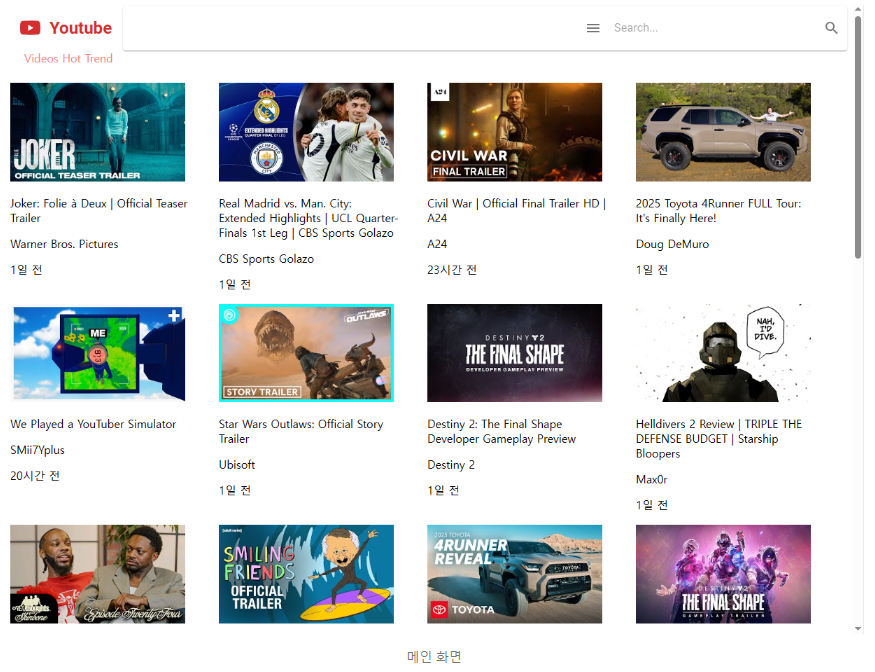 Youtube
Search...
Videos Hot Trend
JOKER
OFFICIAL TEASER TRAILER
EXTENDED HIGHLIGHTS
QUARTER-FINAL 1ST LEG
A24
CIVIL WAR
FINAL TRAILER
Joker: Folie à Deux | Official Teaser
Trailer
Warner Bros. Pictures
1일 전
Real Madrid vs. Man. City:
Extended Highlights | UCL Quarter-
Finals 1st Leg | CBS Sports Golazo
CBS Sports Golazo
1일 전
Civil War | Official Final Trailer HD |
A24
A24
23시간 전
2025 Toyota 4Runner FULL Tour:
It's Finally Here!
Doug DeMuro
1일 전
ME
OUTLAWS
STORY TRAILER
DESTINY 2
THE FINAL SHAPE
DEVELOPER GAMEPLAY PREVIEW
NAH,
I'D
DIVE.
We Played a YouTuber Simulator
SMii7Yplus
20시간 전
Star Wars Outlaws: Official Story
Trailer
Ubisoft
1일 전
Destiny 2: The Final Shape
Developer Gameplay Preview
Destiny 2
1일 전
Helldivers 2 Review | TRIPLE THE
DEFENSE BUDGET | Starship
Bloopers
Max0r
1일 전
Episode Twenty-Four
SMILING
FRIENDS
OFFICIAL
TRAILER
2025 TOYOTA
4RUNNER
REVEAL
TOYOTA
DESTINY 2
THE FINAL SHAPE
GAMEPLAY TRAILER
메인 화면